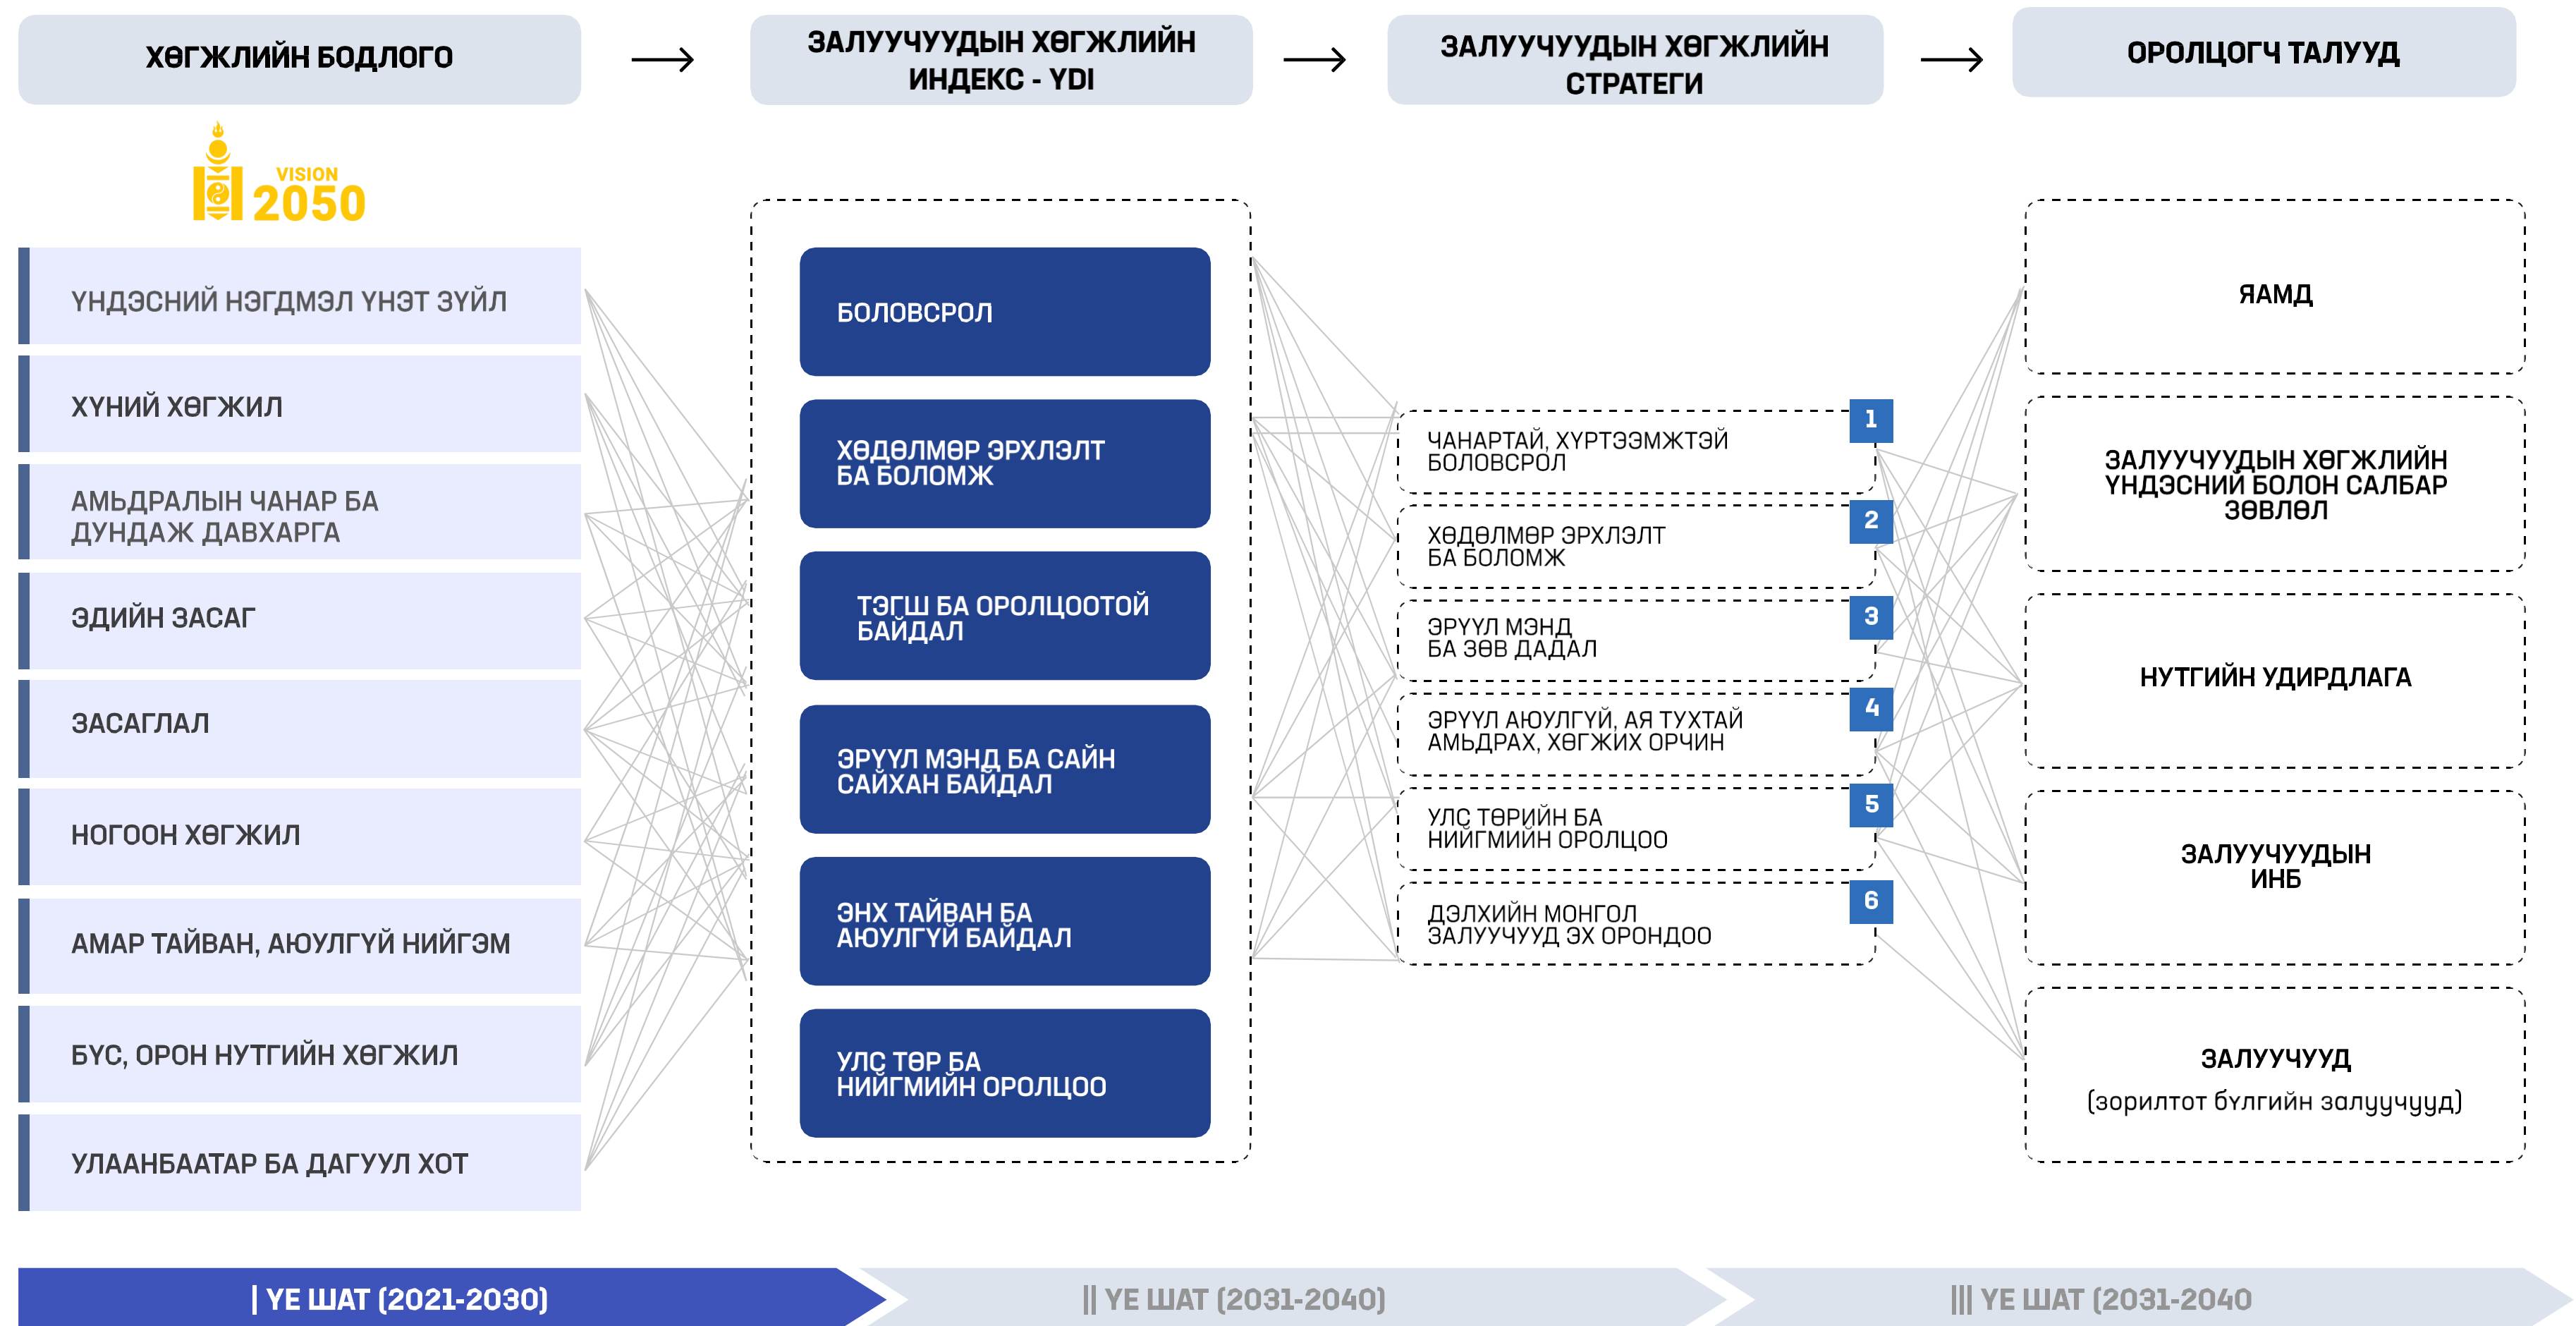 ХӨГЖЛИЙН БОДЛОГО
ЗАЛУУЧУУДЫН ХӨГЖЛИЙН
ИНДЕКС - YDI
ЗАЛУУЧУУДЫН ХӨГЖЛИЙН
СТРАТЕГИ
ОРОЛЦОГЧ ТАЛУУД
VISION
2050
ҮНДЭСНИЙ НЭГДМЭЛ ҮНЭТ ЗҮЙЛ
ХҮНИЙ ХӨГЖИЛ
АМЬДРАЛЫН ЧАНАР БА
ДУНДАЖ ДАВХАРГА
ЭДИЙН ЗАСАГ
ЗАСАГЛАЛ
НОГООН ХӨГЖИЛ
АМАР ТАЙВАН, АЮУЛГҮЙ НИЙГЭМ
БҮС, ОРОН НУТГИЙН ХӨГЖИЛ
УЛААНБААТАР БА ДАГУУЛ ХОТ
БОЛОВСРОЛ
ХӨДӨЛМӨР ЭРХЛЭЛТ
БА БОЛОМЖ
ТЭГШ БА ОРОЛЦООТОЙ
БАЙДАЛ
ЭРҮҮЛ МЭНД БА САЙН
САЙХАН БАЙДАЛ
ЭНХ ТАЙВАН БА
АЮУЛГҮЙ БАЙДАЛ
УЛС ТӨР БА
НИЙГМИЙН ОРОЛЦОО
1
ЧАНАРТАЙ, ХҮРТЭЭМЖТЭЙ
БОЛОВСРОЛ
2
ХӨДӨЛМӨР ЭРХЛЭЛТ
БА БОЛОМЖ
3
ЭРҮҮЛ МЭНД
БА ЗӨВ ДАДАЛ
4
ЭРҮҮЛ АЮУЛГҮЙ, АЯ ТУХТАЙ
АМЬДРАХ, ХӨГЖИХ ОРЧИН
5
УЛС ТӨРИЙН БА
НИЙГМИЙН ОРОЛЦОО
6
ДЭЛХИЙН МОНГОЛ
ЗАЛУУЧУУД ЭХ ОРОНДОО
ЯАМД
ЗАЛУУЧУУДЫН ХӨГЖЛИЙН
ҮНДЭСНИЙ БОЛОН САЛБАР
ЗӨВЛӨЛ
НУТГИЙН УДИРДЛАГА
ЗАЛУУЧУУДЫН
ИНБ
ЗАЛУУЧУУД
(зорилтот бүлгийн залуучууд)
| ҮЕ ШАТ (2021-2030)
|| ҮЕ ШАТ (2031-2040)
||| ҮЕ ШАТ (2031-2040